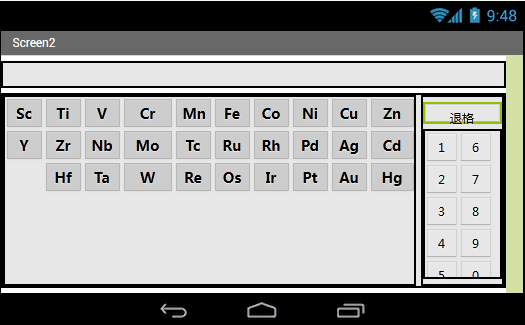 9:48
Screen2
Sc Ti V Cr Mn Fe Co Ni Cu Zn
Y Zr Nb Mo Tc Ru Rh Pd Ag Cd
Hf Ta W Re Os Ir Pt Au Hg
退格
1 6
2 7
3 8
4 9
5 0